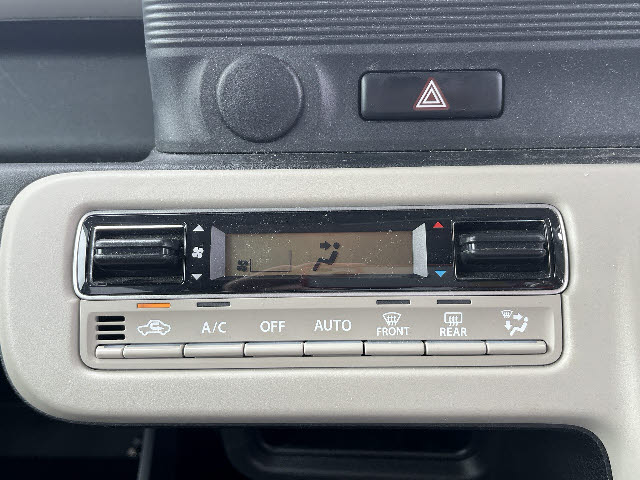 A/C OFF AUTO FRONT REAR